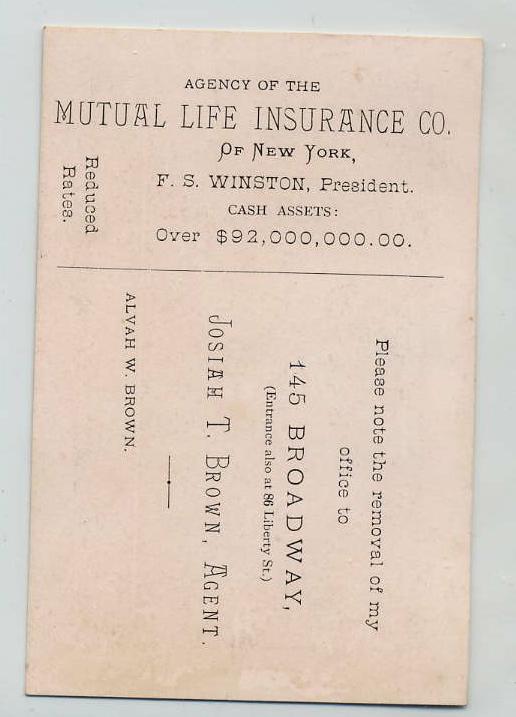 AGENCY OF THE
MUTUAL LIFE INSURANCE CO.
OF NEW YORK,
F. S. WINSTON, President.
CASH ASSETS:
Over $92,000,000.00.
Reduced
Rates.
Please note the removal of my
office to
145 BROADWAY,
(Entrance also at 86 Liberty St.)
JOSIAH T. BROWN, AGENT.
ALVAH W. BROWN.